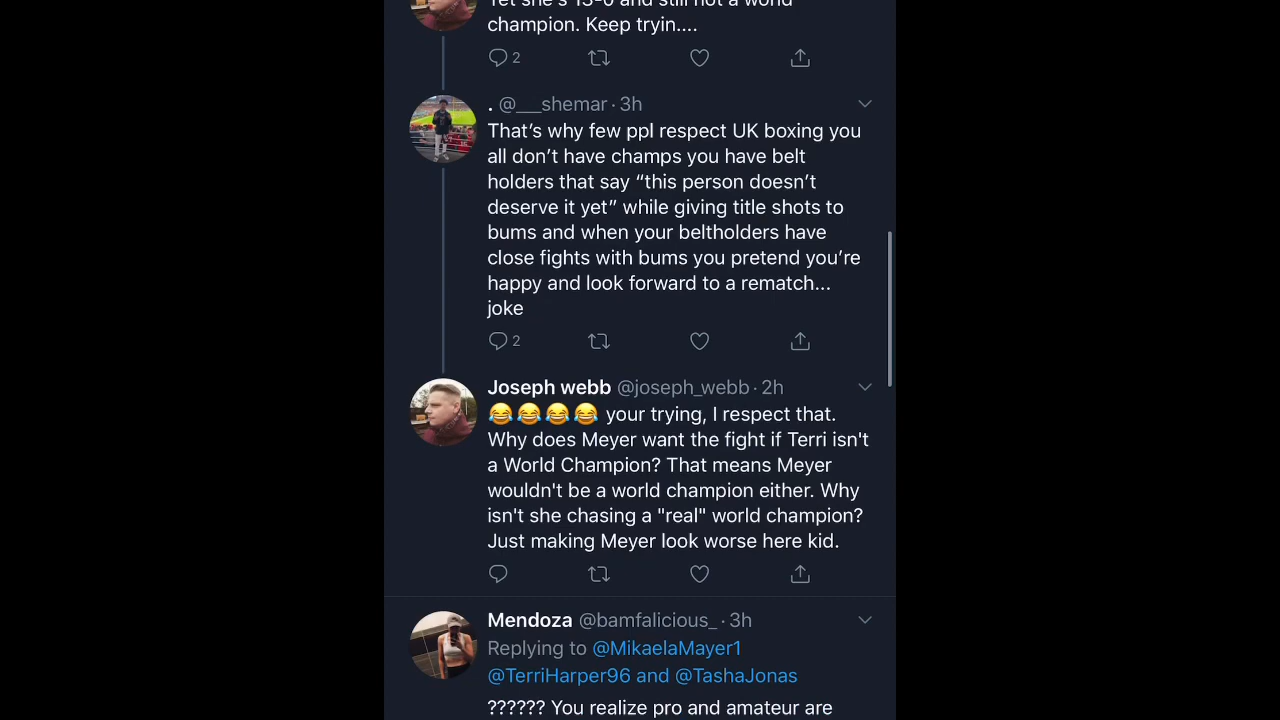 Yet she's 13-0 and still not a world
champion. Keep tryin....
2
. @___shemar · 3h
That’s why few ppl respect UK boxing you
all don’t have champs you have belt
holders that say “this person doesn’t
deserve it yet” while giving title shots to
bums and when your beltholders have
close fights with bums you pretend you’re
happy and look forward to a rematch...
joke
2
Joseph webb @joseph_webb · 2h
😂😂😂😂 your trying, I respect that.
Why does Meyer want the fight if Terri isn't
a World Champion? That means Meyer
wouldn't be a world champion either. Why
isn't she chasing a "real" world champion?
Just making Meyer look worse here kid.
Mendoza @bamfalicious_ · 3h
Replying to @MikaelaMayer1
@TerriHarper96 and @TashaJonas
?????? You realize pro and amateur are